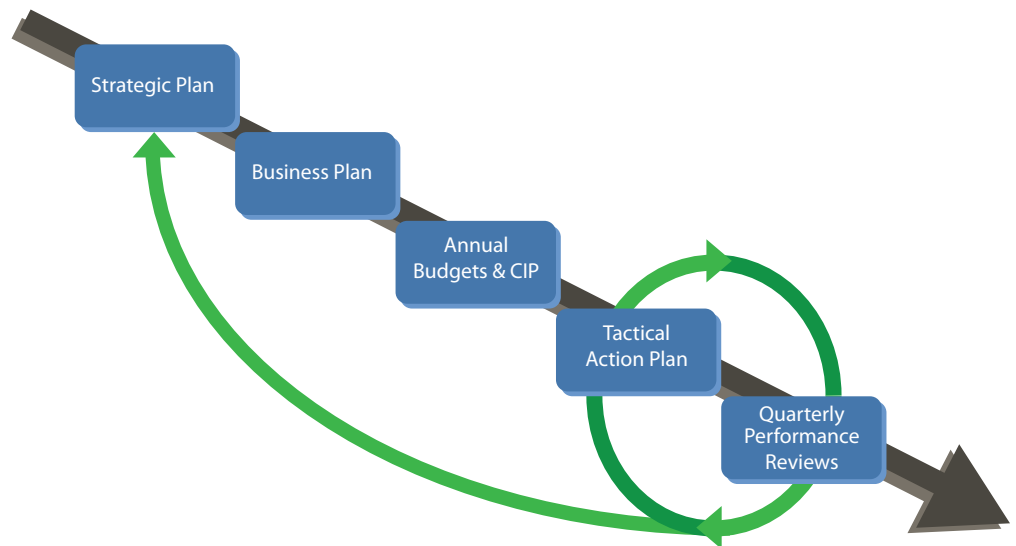 Strategic Plan
Business Plan
Annual
Budgets & CIP
Tactical
Action Plan
Quarterly
Performance
Reviews